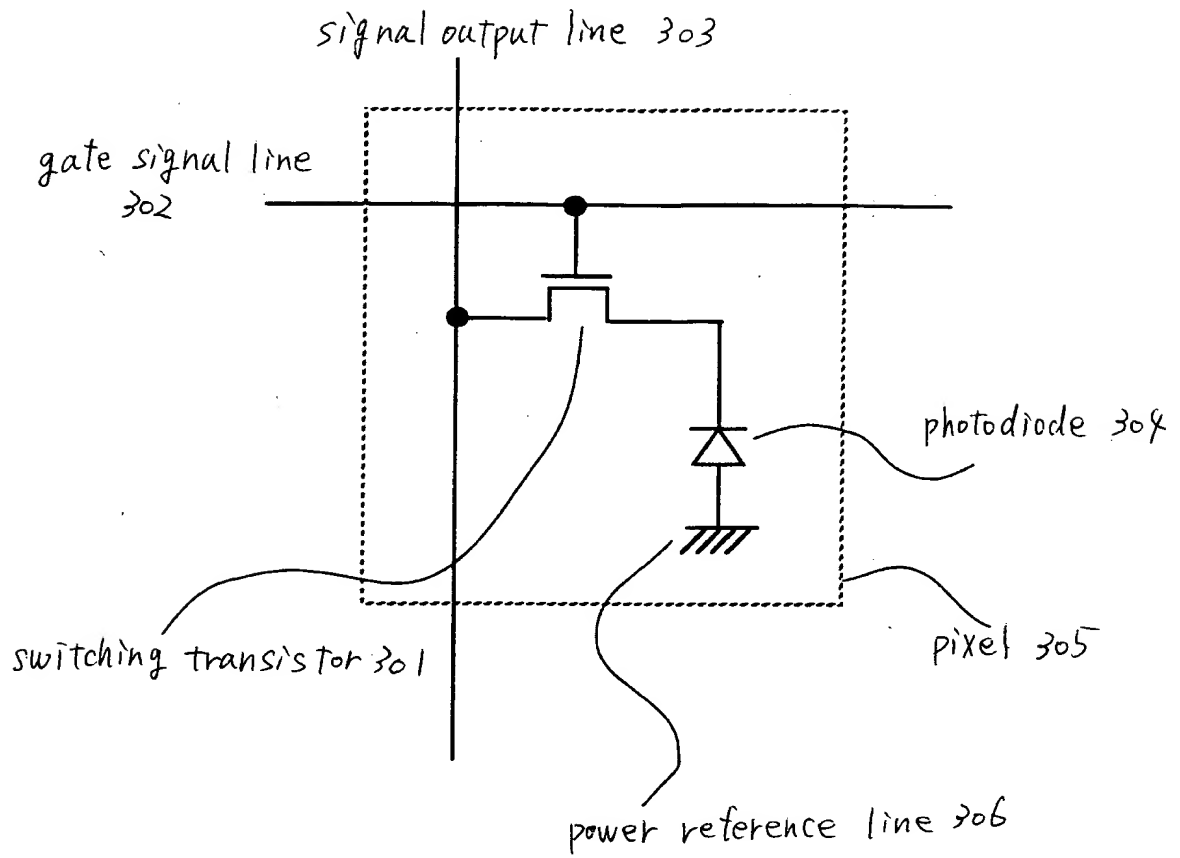 signal output line 303
gate signal line
302
photodiode 304
switching transistor 301
pixel 305
power reference line 306